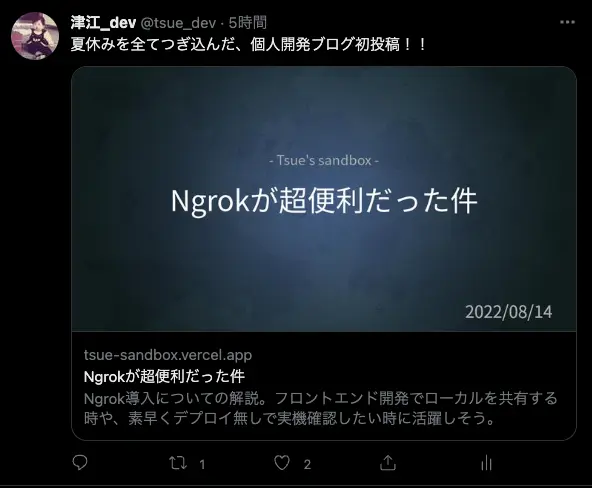 津江_dev @tsue_dev · 5時間
夏休みを全てつぎ込んだ、個人開発ブログ初投稿！！
- Tsue's sandbox -
Ngrokが超便利だった件
2022/08/14
tsue-sandbox.vercel.app
Ngrokが超便利だった件
Ngrok導入についての解説。フロントエンド開発でローカルを共有する
時や、素早くデプロイ無しで実機確認したい時に活躍しそう。
1 2